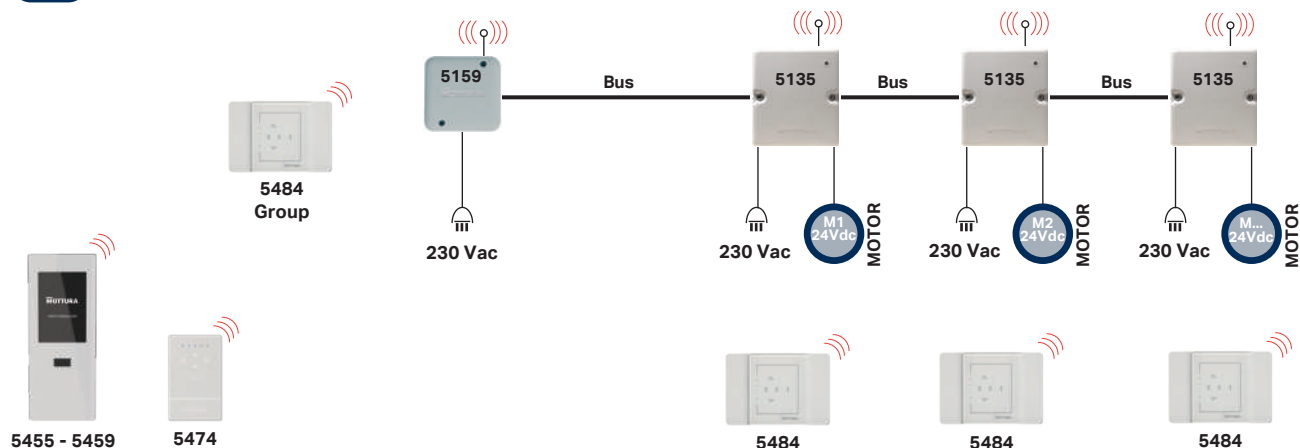 5159
Bus
5135
Bus
5135
Bus
5135
5484
Group
230 Vac
230 Vac
M1
24Vdc
MOTOR
230 Vac
M2
24Vdc
MOTOR
230 Vac
M...
24Vdc
MOTOR
MOTTURA
5455 - 5459
5474
5484
5484
5484